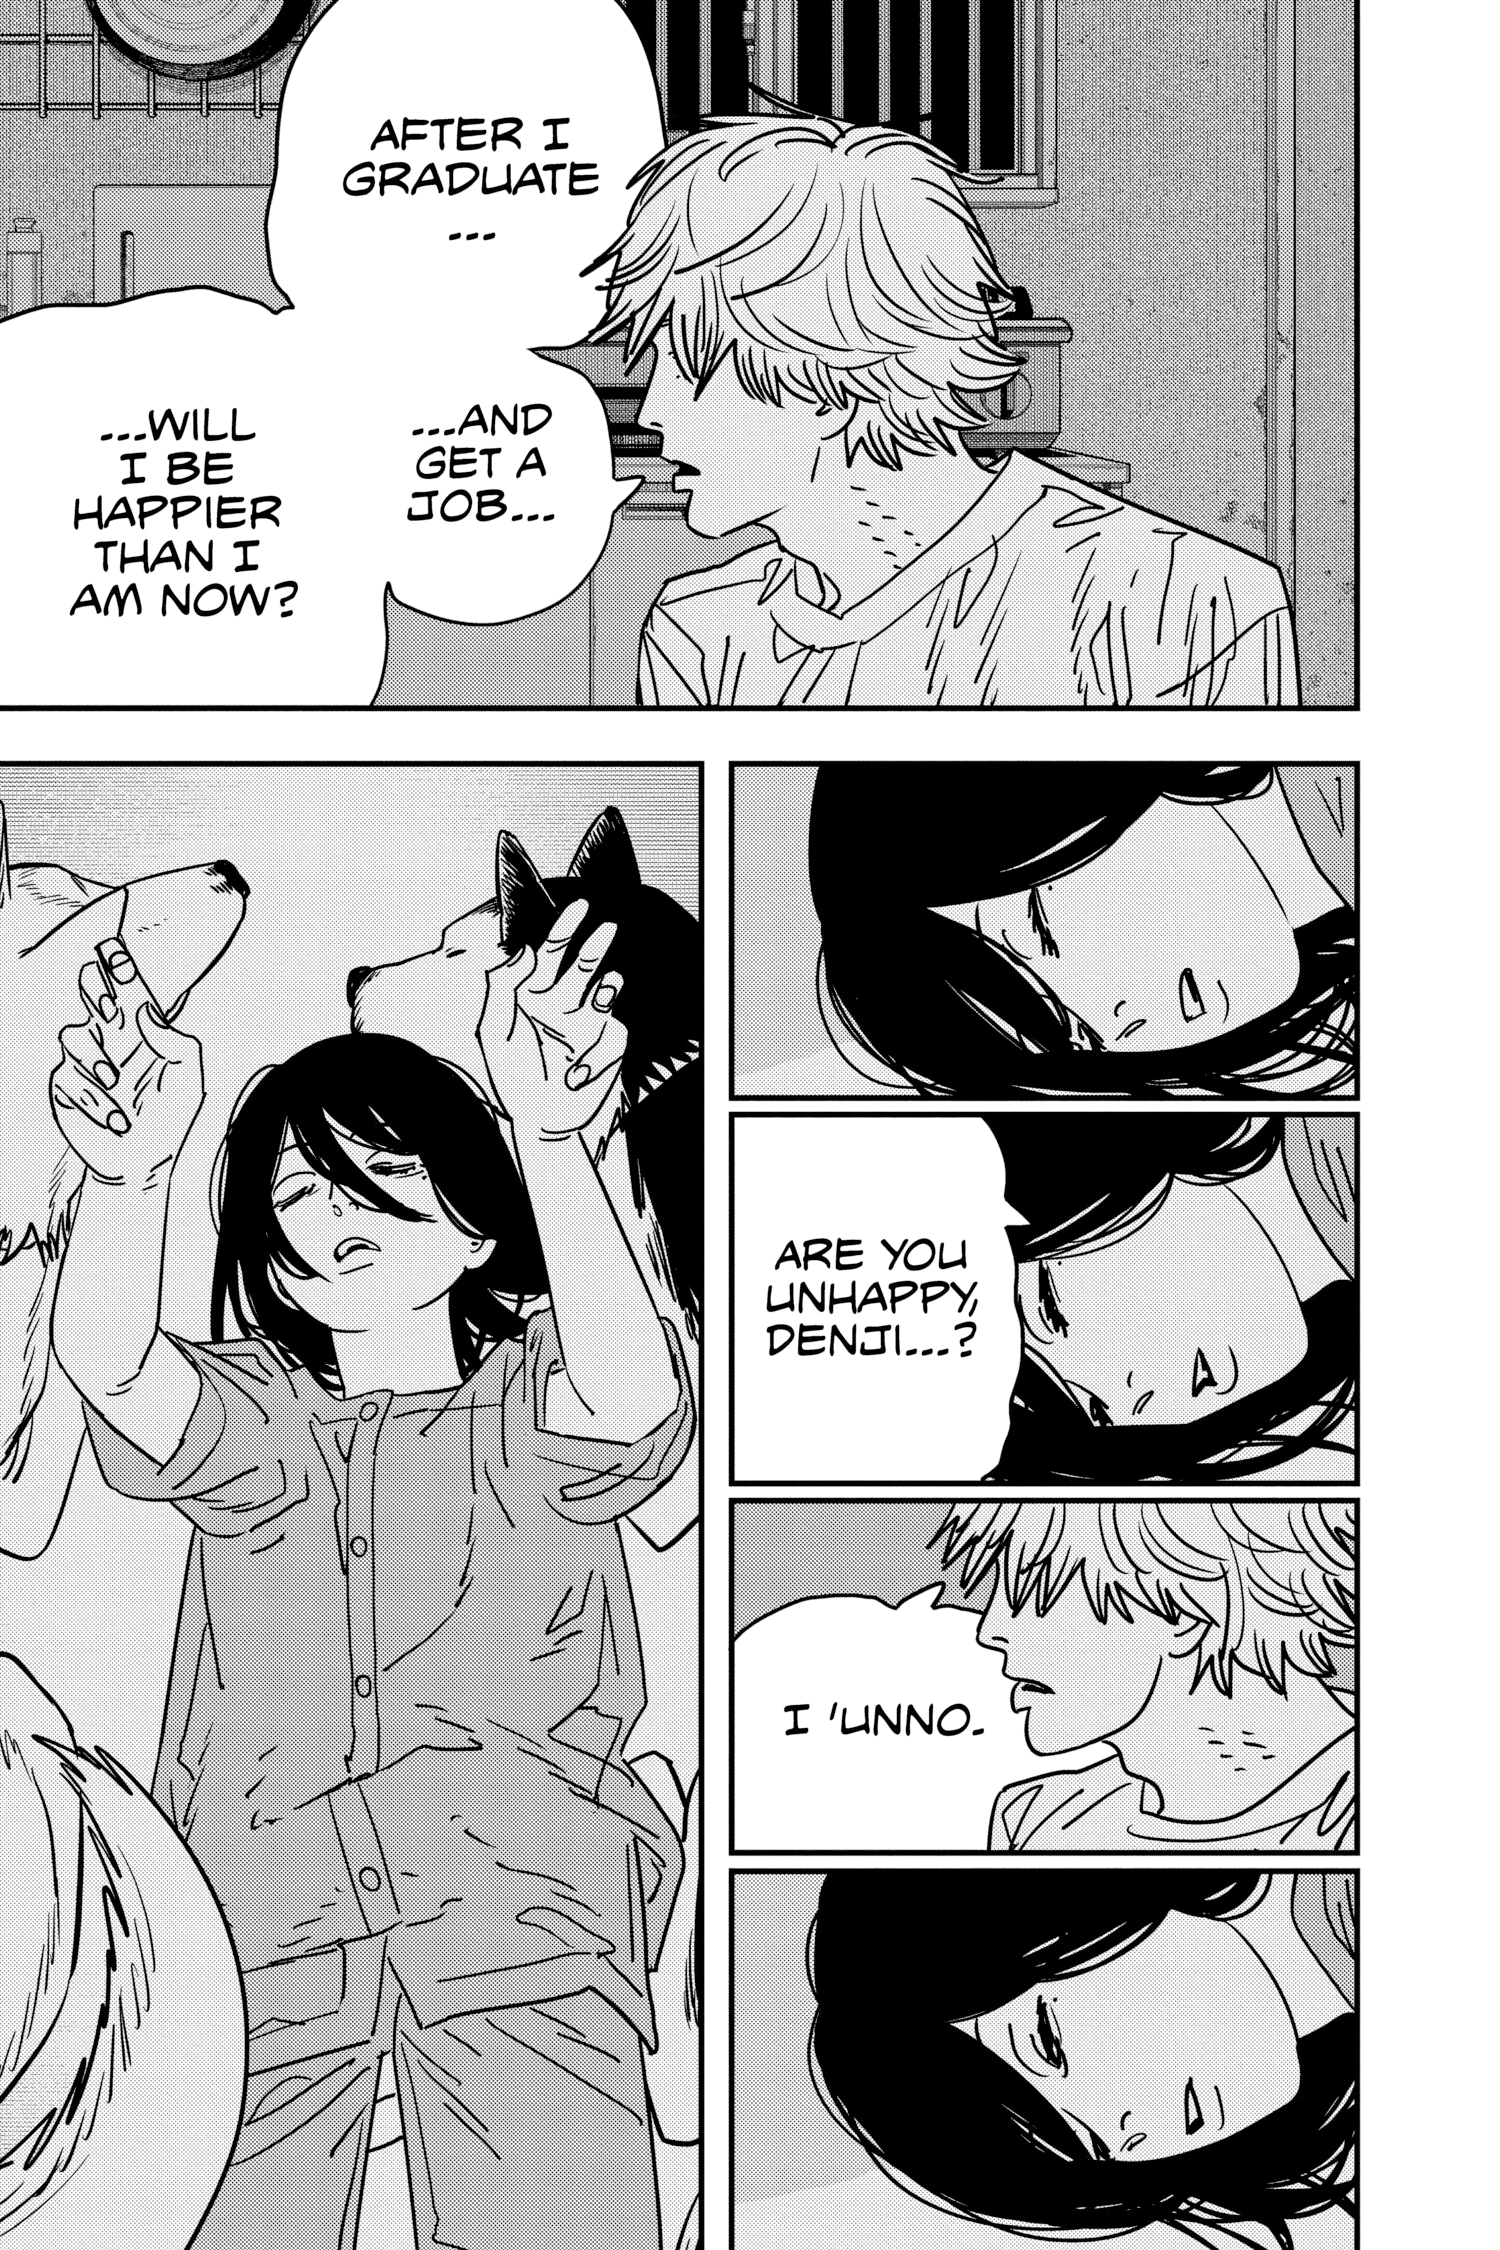 AFTER I
GRADUATE
...
...AND
GET A
JOB...
...WILL
I BE
HAPPIER
THAN I
AM NOW?
ARE YOU
UNHAPPY,
DENJI...?
I 'UNNO.